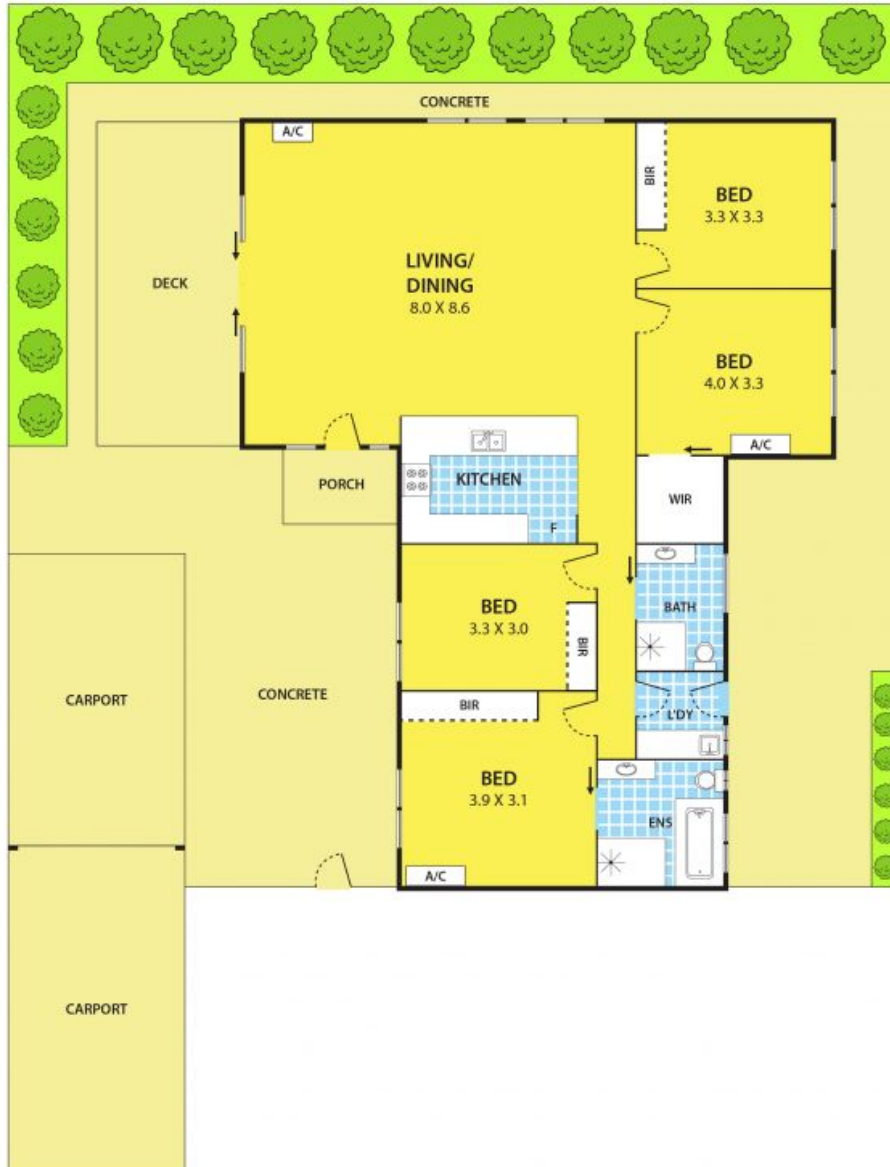 CONCRETE
A/C
BIR
BED
3.3 X 3.3
DECK
LIVING/
DINING
8.0 X 8.6
BED
4.0 X 3.3
A/C
PORCH
KITCHEN
F
WIR
BED
3.3 X 3.0
BIR
BATH
CARPORT
CONCRETE
BIR
L'DY
BED
3.9 X 3.1
ENS
A/C
CARPORT